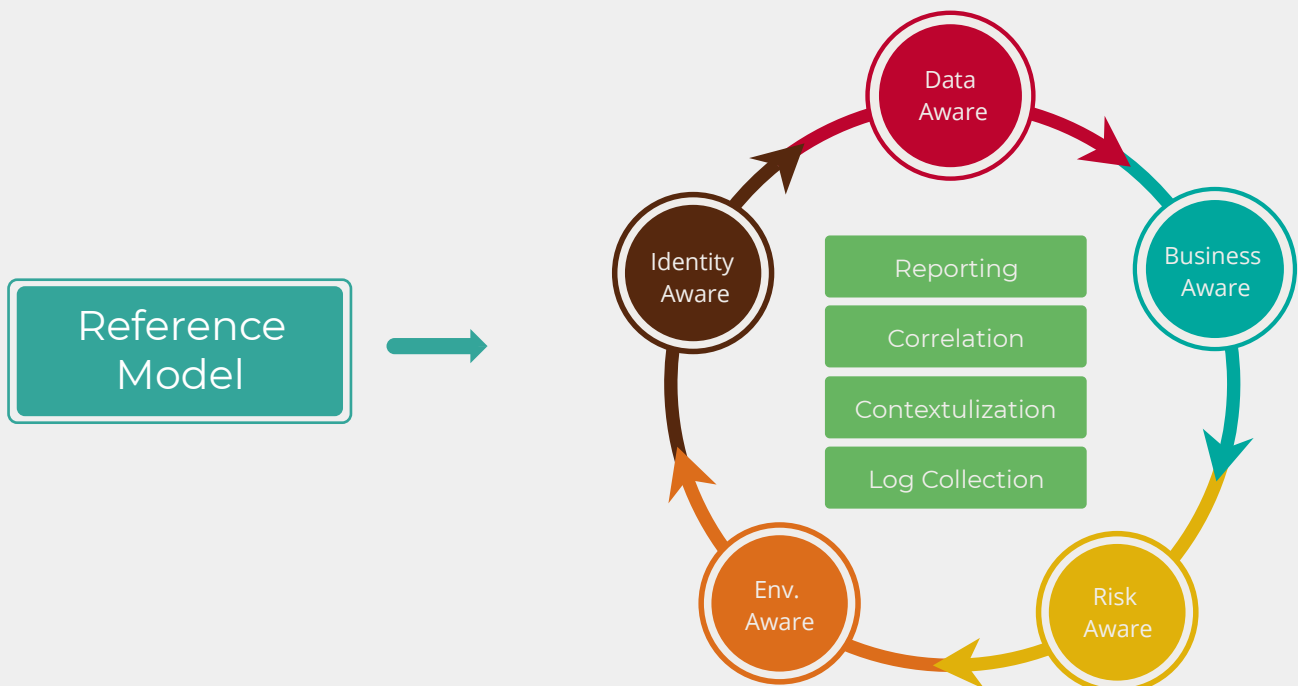 Reference
Model
Data
Aware
Business
Aware
Risk
Aware
Env.
Aware
Identity
Aware
Reporting
Correlation
Contextulization
Log Collection